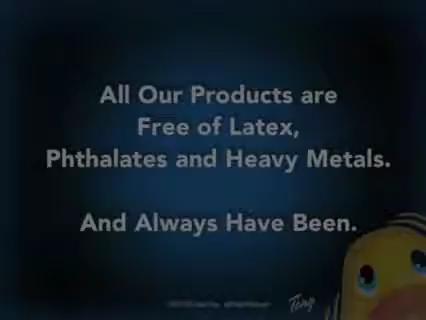 All Our Products are
Free of Latex,
Phthalates and Heavy Metals.
And Always Have Been.